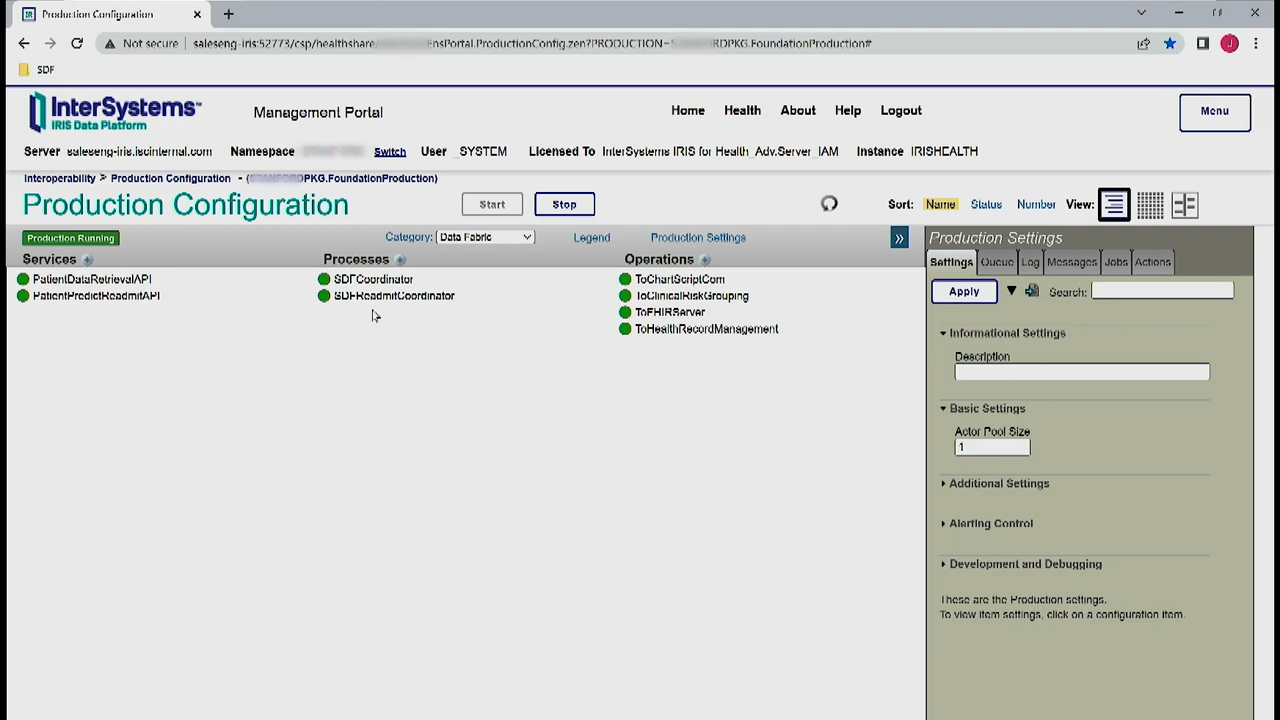 Production Configuration
Not secure saleseng-iris:52773/csp/healthshare/ EnsPortal.ProductionConfig.zen?PRODUCTION= RDPKG.FoundationProduction#
J
SDF
InterSystems™
IRIS Data Platform
Management Portal
Home Health About Help Logout
Menu
Server saleseng-iris.iscinternal.com Namespace Switch User _SYSTEM Licensed To InterSystems IRIS for Health_Adv.Server_IAM Instance IRISHEALTH
Interoperability > Production Configuration - ( PKG.FoundationProduction)
Production Configuration
Start Stop
Sort: Name Status Number View:
Production Running
Category: Data Fabric Legend Production Settings
»
Services Processes Operations
PatientDataRetrievalAPI SDFCoordinator ToChartScriptCom
PatientPredictReadmitAPI SDFReadmitCoordinator ToClinicalRiskGrouping
ToFHIRServer
ToHealthRecordManagement
Production Settings
Settings Queue Log Messages Jobs Actions
Apply Search:
Informational Settings
Description
Basic Settings
Actor Pool Size
1
Additional Settings
Alerting Control
Development and Debugging
These are the Production settings.
To view item settings, click on a configuration item.